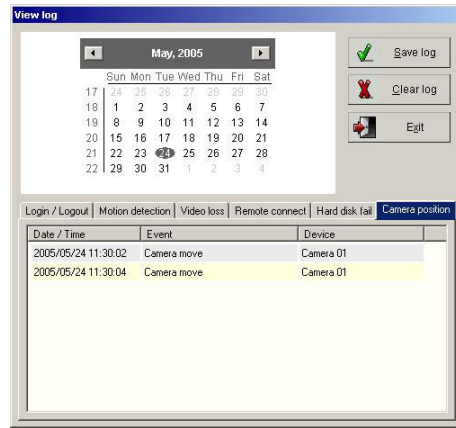 View log
May, 2005
Sun Mon Tue Wed Thu Fri Sat
17 24 25 26 27 28 29 30
18 1 2 3 4 5 6 7
19 8 9 10 11 12 13 14
20 15 16 17 18 19 20 21
21 22 23 24 25 26 27 28
22 29 30 31 1 2 3 4
Save log
Clear log
Exit
Login / Logout Motion detection Video loss Remote connect Hard disk fail Camera position
Date / Time Event Device
2005/05/24 11:30:02 Camera move Camera 01
2005/05/24 11:30:04 Camera move Camera 01